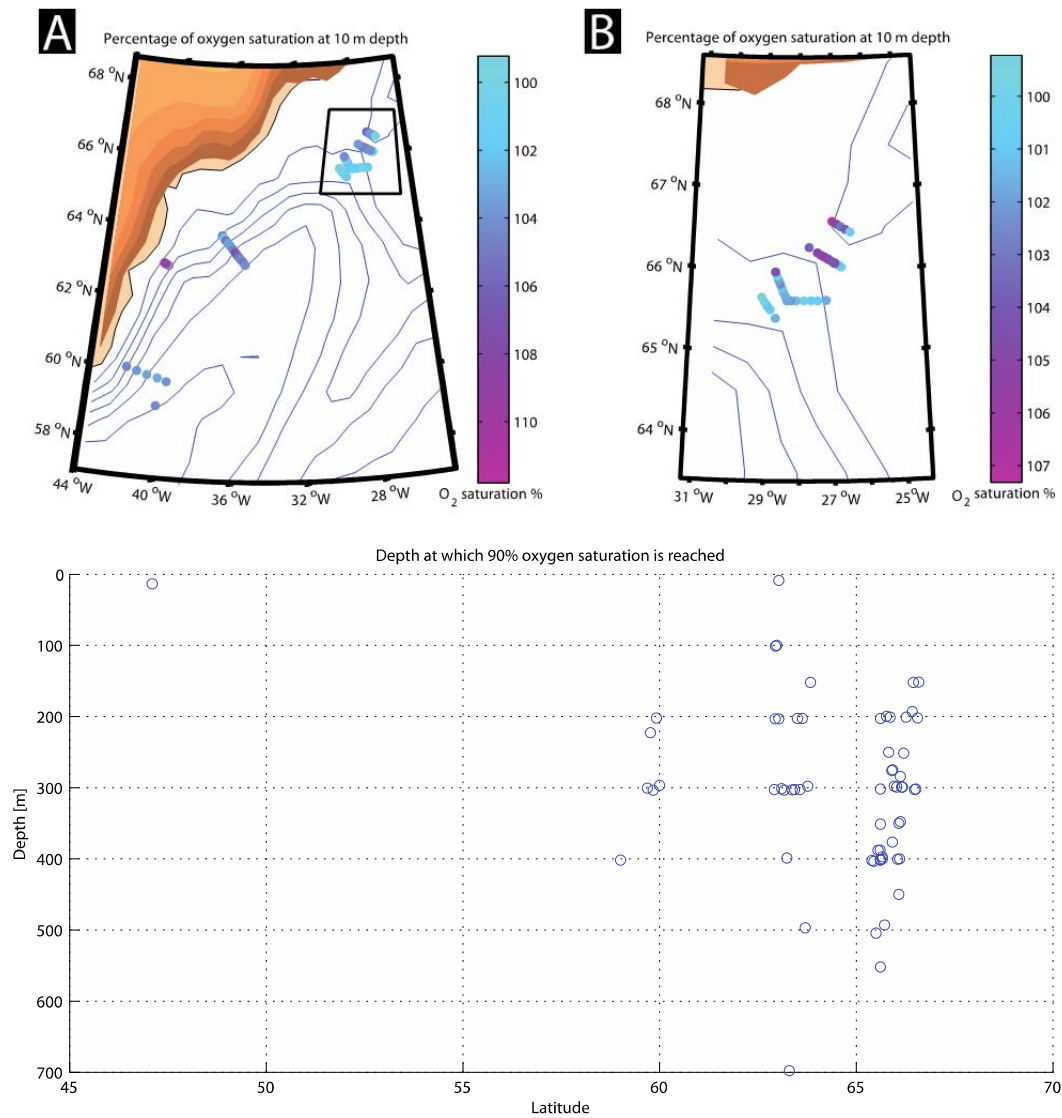 A
Percentage of oxygen saturation at 10 m depth
68 °N
66 °N
64 °N
62 °N
60 °N
58 °N
44 °W
40 °W
36 °W
32 °W
28 °W
100
102
104
106
108
110
O2 saturation %
B
Percentage of oxygen saturation at 10 m depth
68 °N
67 °N
66 °N
65 °N
64 °N
31 °W
29 °W
27 °W
25 °W
100
101
102
103
104
105
106
107
O2 saturation %
Depth at which 90% oxygen saturation is reached
Depth [m]
0
100
200
300
400
500
600
700
45
50
55
60
65
70
Latitude